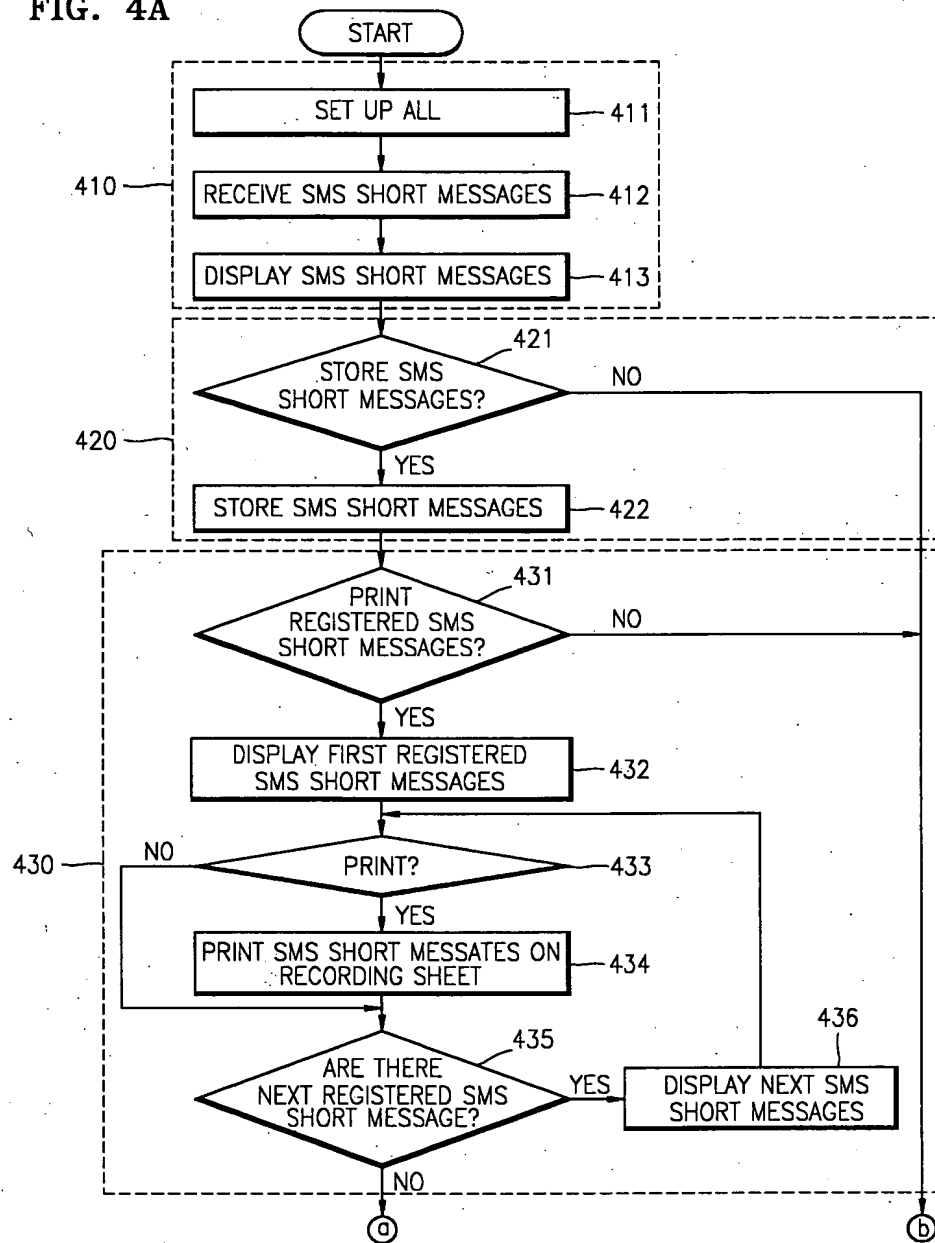 FIG. 4A
START
SET UP ALL
411
410
RECEIVE SMS SHORT MESSAGES
412
DISPLAY SMS SHORT MESSAGES
413
421
STORE SMS
SHORT MESSAGES?
NO
420
YES
STORE SMS SHORT MESSAGES
422
431
PRINT
REGISTERED SMS
SHORT MESSAGES?
NO
YES
DISPLAY FIRST REGISTERED
SMS SHORT MESSAGES
432
430
NO
PRINT?
433
YES
PRINT SMS SHORT MESSATES ON
RECORDING SHEET
434
435
436
ARE THERE
NEXT REGISTERED SMS
SHORT MESSAGE?
YES
DISPLAY NEXT SMS
SHORT MESSAGES
NO
a
b